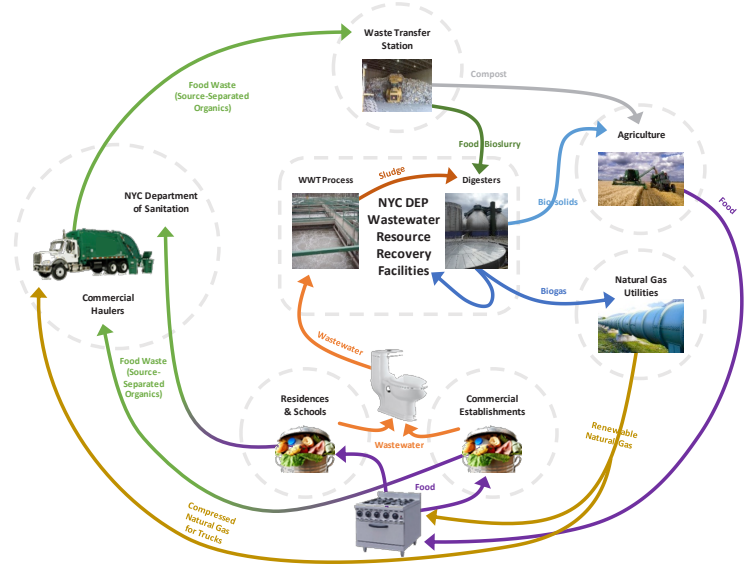 Waste Transfer
Station
Compost
Food Waste
(Source-Separated
Organics)
Agriculture
Food Bioslurry
WWT Process
Sludge
Digesters
NYC Department
of Sanitation
NYC DEP
Wastewater
Resource
Recovery
Facilities
Biosolids
Food
Commercial
Haulers
Biogas
Natural Gas
Utilities
Wastewater
Food Waste
(Source-
Separated
Organics)
Residences
& Schools
Commercial
Establishments
Wastewater
Renewable
Natural Gas
Food
Compressed
Natural Gas
for Trucks